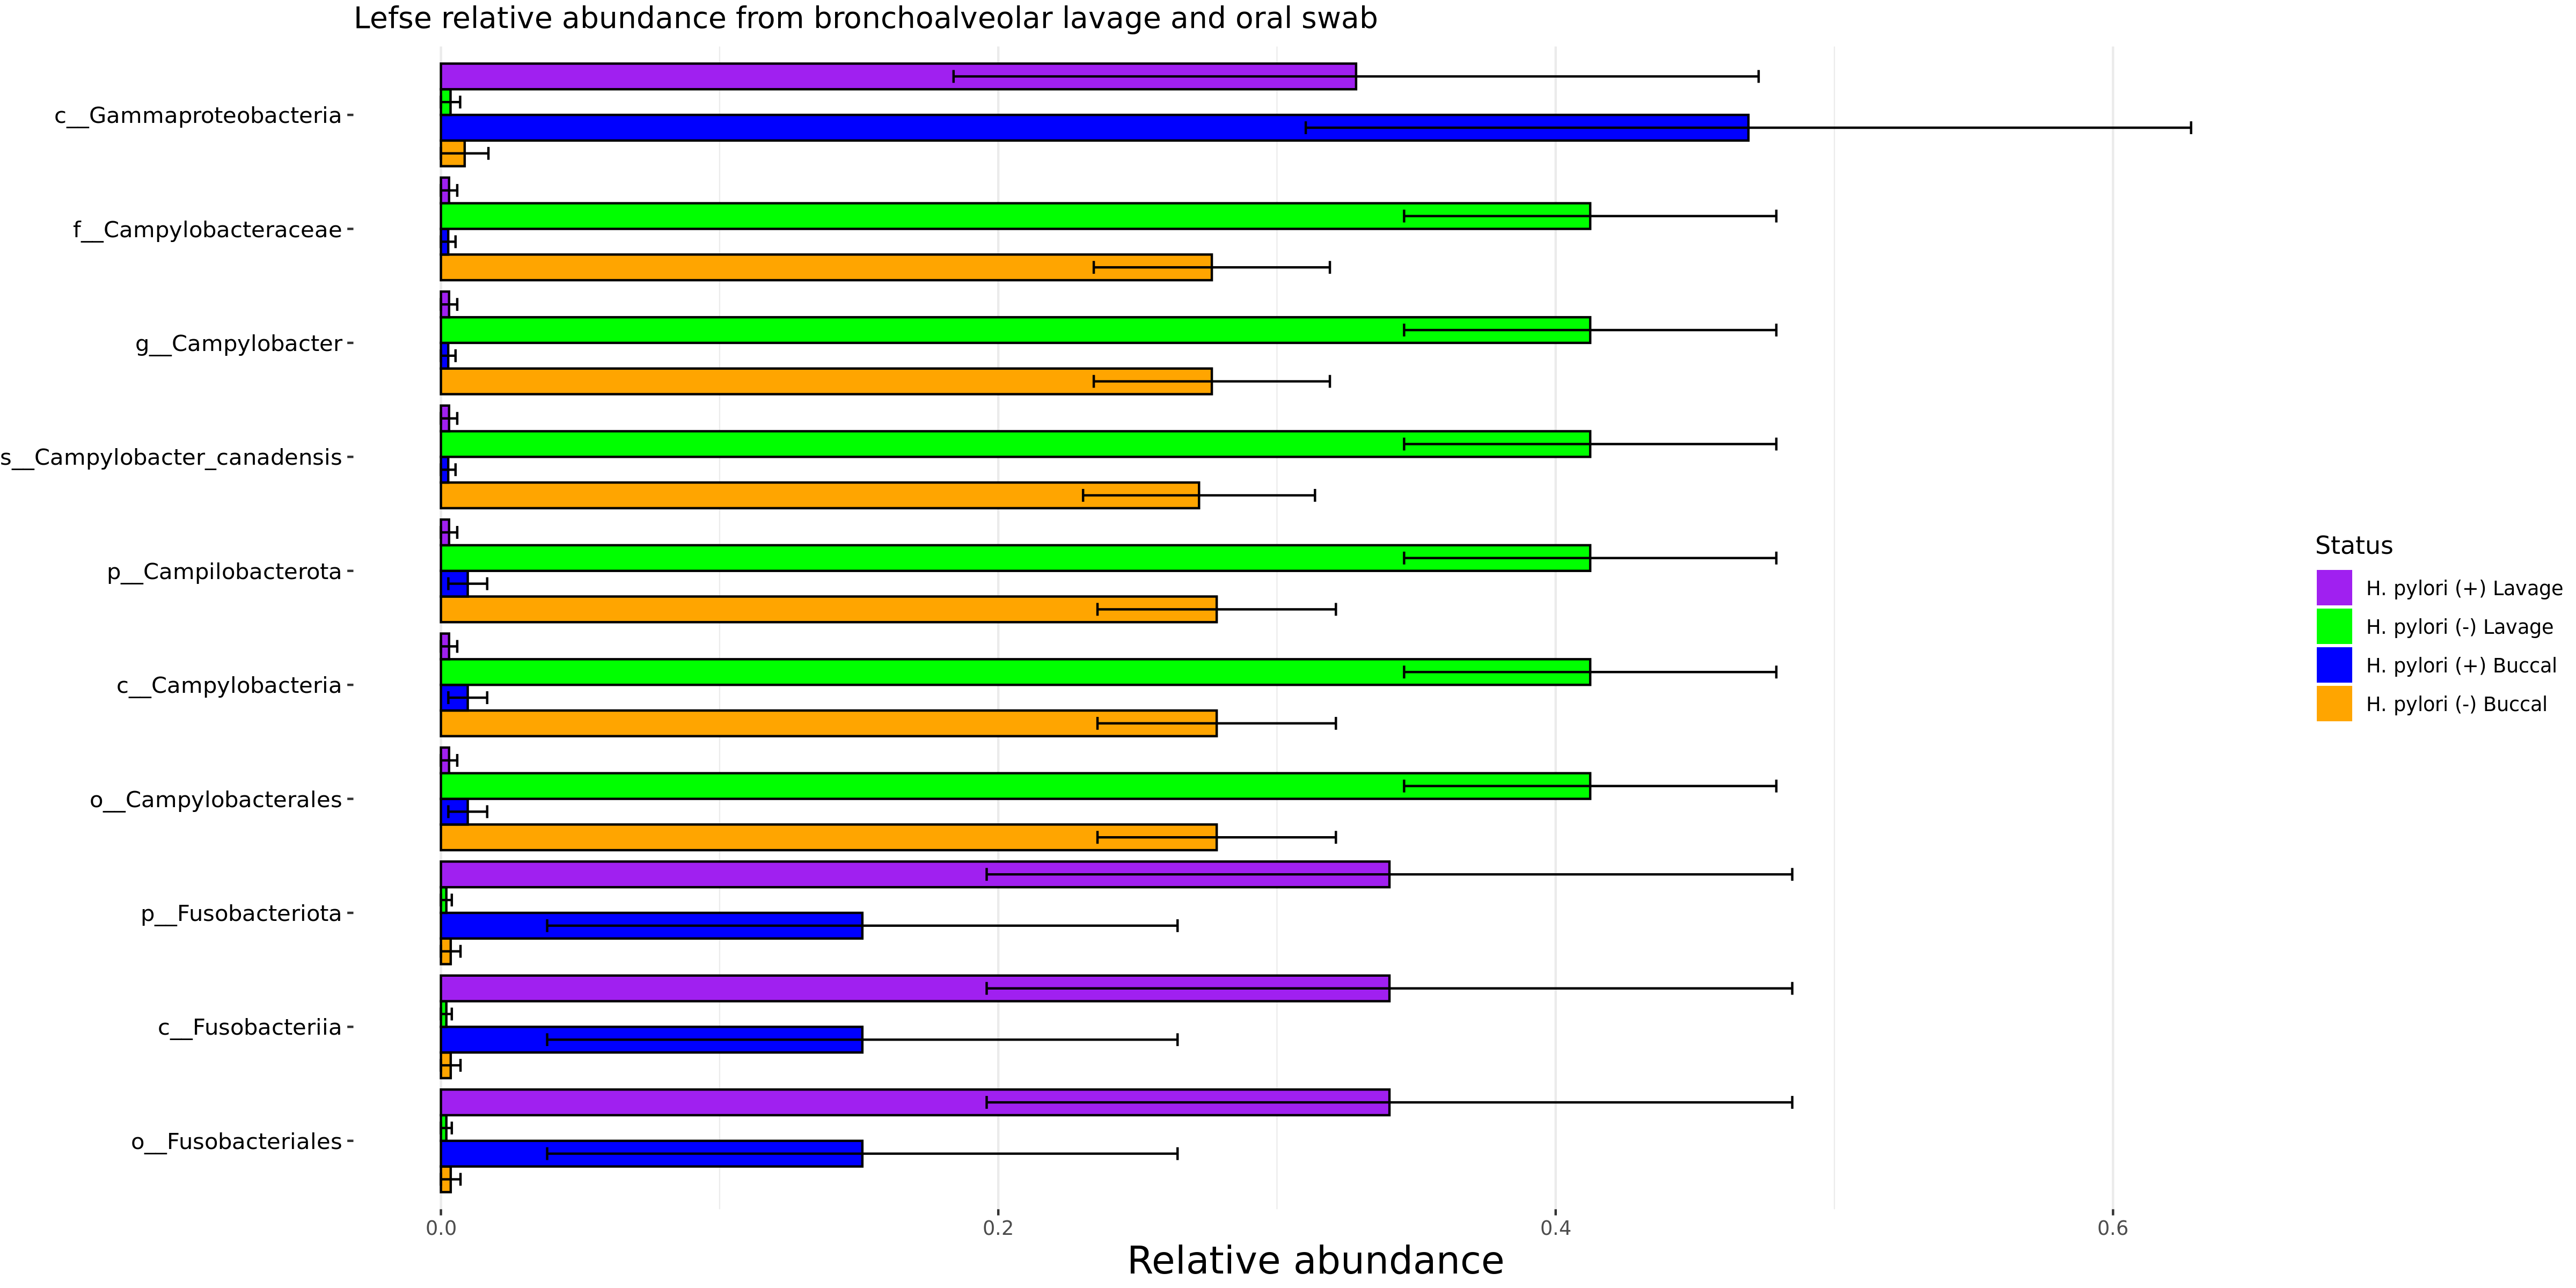 Lefse relative abundance from bronchoalveolar lavage and oral swab
c__Gammaproteobacteria
f__Campylobacteraceae
g__Campylobacter
s__Campylobacter_canadensis
p__Campilobacterota
c__Campylobacteria
o__Campylobacterales
p__Fusobacteriota
c__Fusobacteriia
o__Fusobacteriales
0.0 0.2 0.4 0.6
Relative abundance
Status
H. pylori (+) Lavage
H. pylori (-) Lavage
H. pylori (+) Buccal
H. pylori (-) Buccal